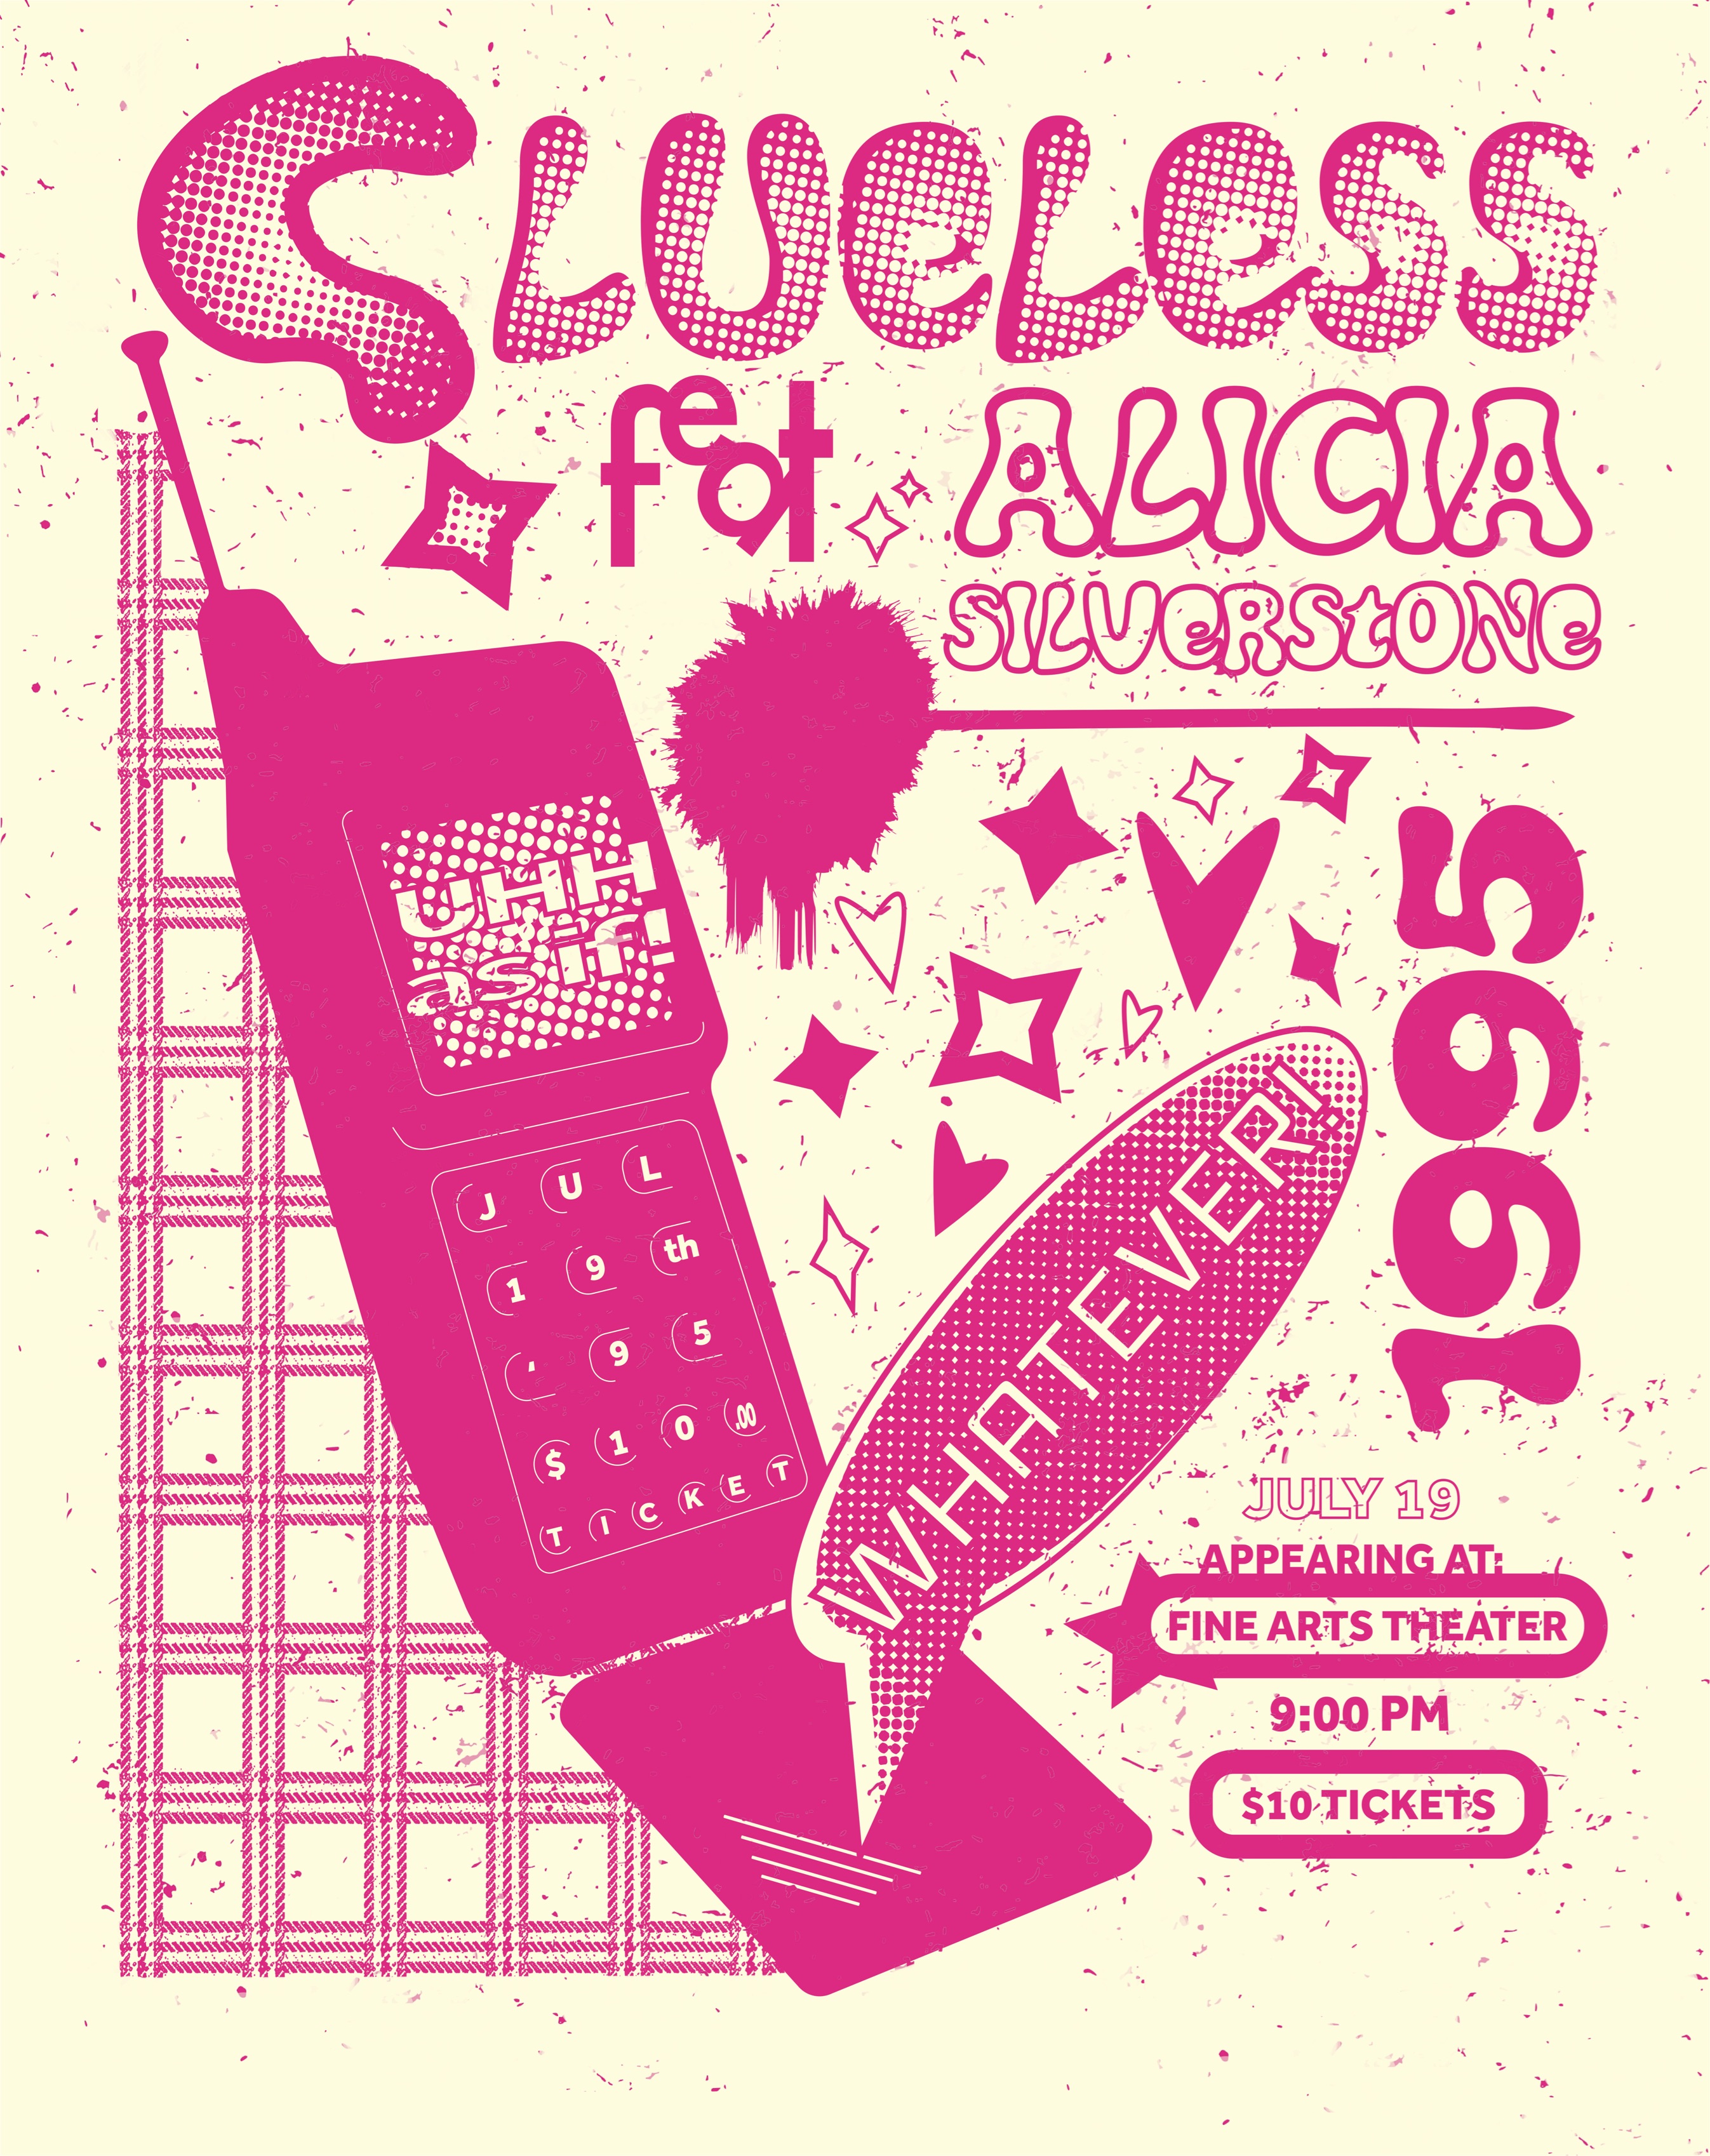 CLUeLess
feat ALICIA
SILVeRStONe
UHH
as if!
1995
J U L
1 9 th
' 9 5
$ 1 0 .00
T I C K E T
WHATEVER!
JULY 19
APPEARING AT:
FINE ARTS THEATER
9:00 PM
$10 TICKETS